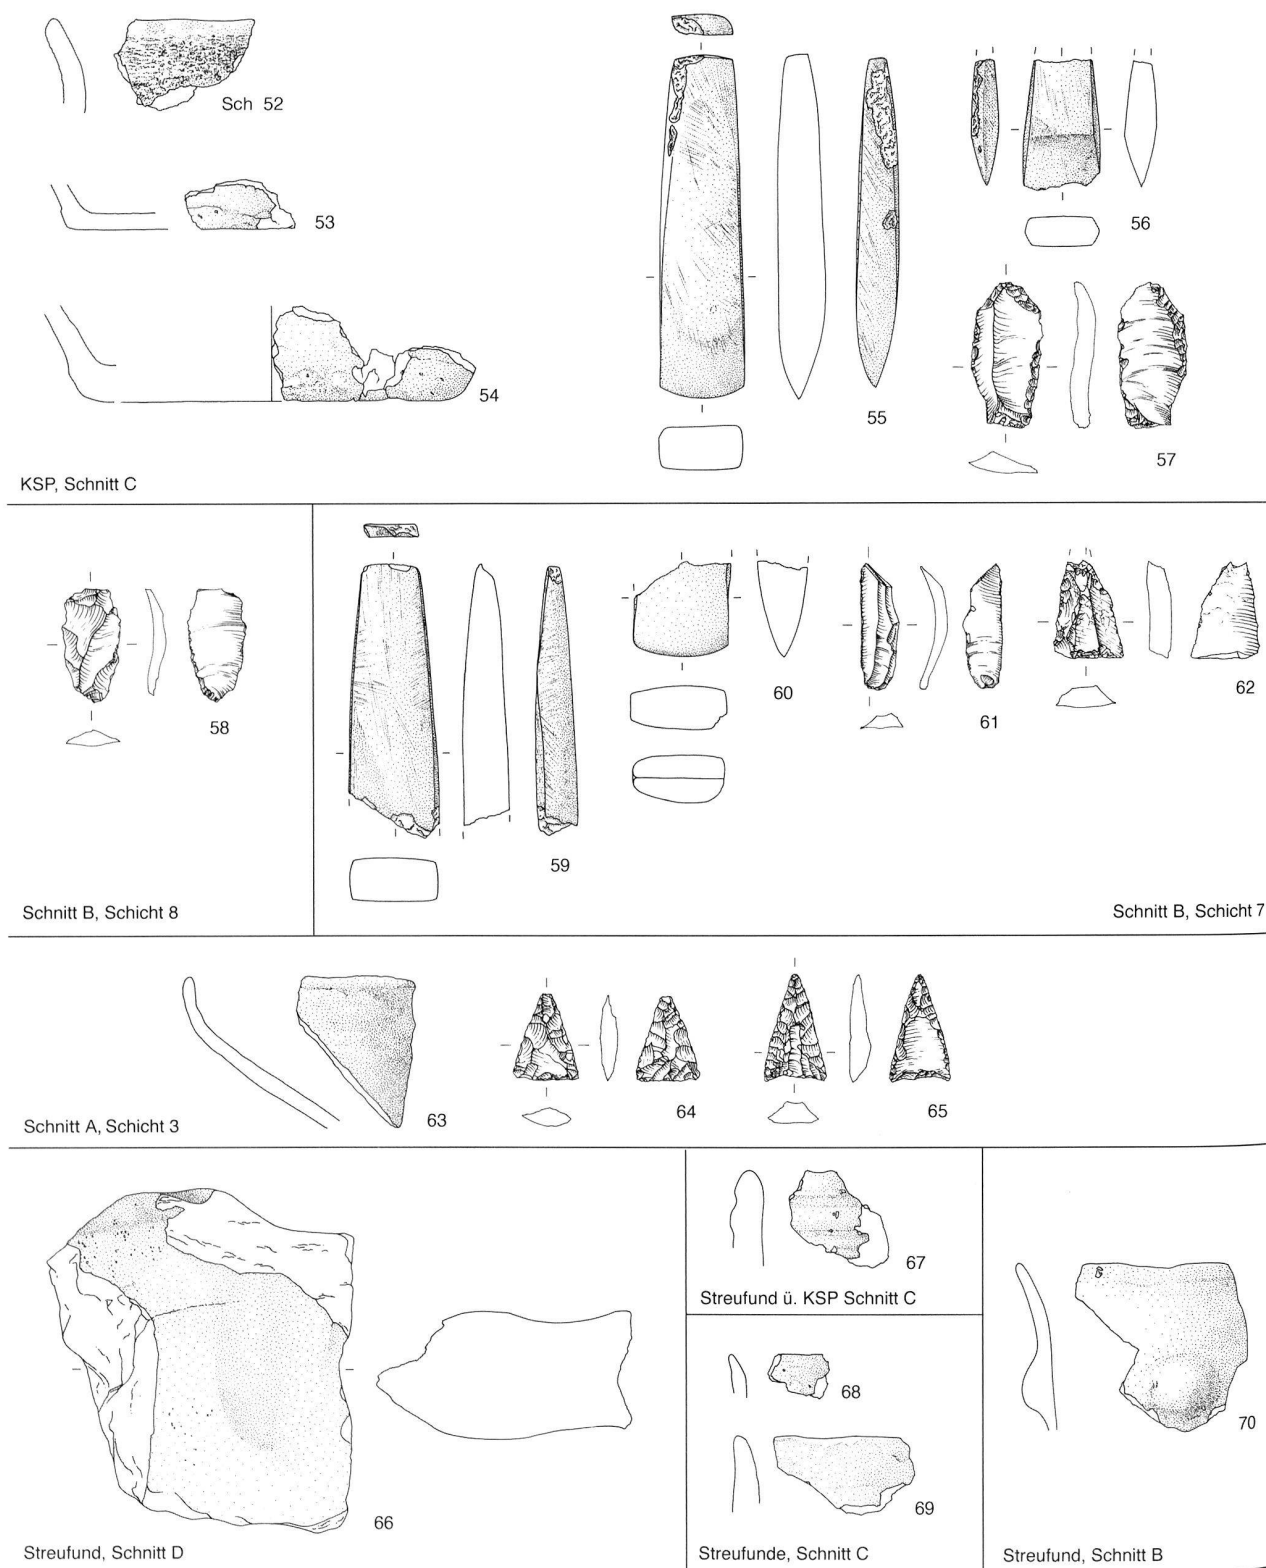 Sch 52
53
54
55
56
57
KSP, Schnitt C
58
Schnitt B, Schicht 8
59
60
61
62
Schnitt B, Schicht 7
63
64
65
Schnitt A, Schicht 3
66
Streufund, Schnitt D
67
Streufund ü. KSP Schnitt C
68
69
Streufunde, Schnitt C
70
Streufund, Schnitt B